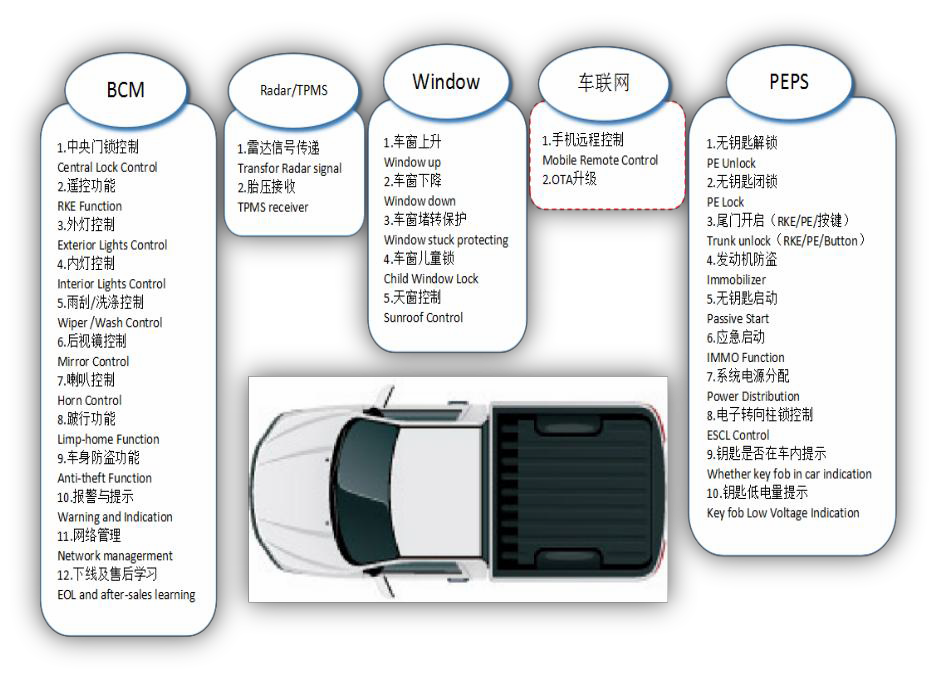 BCM
1.中央门锁控制
Central Lock Control
2.遥控功能
RKE Function
3.外灯控制
Exterior Lights Control
4.内灯控制
Interior Lights Control
5.雨刮/洗涤控制
Wiper /Wash Control
6.后视镜控制
Mirror Control
7.喇叭控制
Horn Control
8.跛行功能
Limp-home Function
9.车身防盗功能
Anti-theft Function
10.报警与提示
Warning and Indication
11.网络管理
Network managerment
12.下线及售后学习
EOL and after-sales learning
Radar/TPMS
1.雷达信号传递
Transfor Radar signal
2.胎压接收
TPMS receiver
Window
1.车窗上升
Window up
2.车窗下降
Window down
3.车窗堵转保护
Window stuck protecting
4.车窗儿童锁
Child Window Lock
5.天窗控制
Sunroof Control
车联网
1.手机远程控制
Mobile Remote Control
2.OTA升级
PEPS
1.无钥匙解锁
PE Unlock
2.无钥匙闭锁
PE Lock
3.尾门开启（RKE/PE/按键）
Trunk unlock（RKE/PE/Button）
4.发动机防盗
Immobilizer
5.无钥匙启动
Passive Start
6.应急启动
IMMO Function
7.系统电源分配
Power Distribution
8.电子转向柱锁控制
ESCL Control
9.钥匙是否在车内提示
Whether key fob in car indication
10.钥匙低电量提示
Key fob Low Voltage Indication